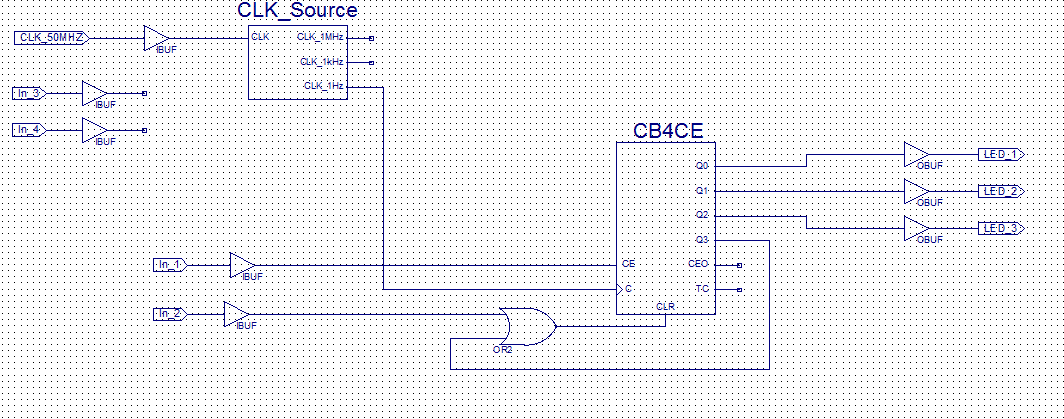 CLK_Source
CLK_50MHZ
IBUF
CLK
CLK_1MHz
CLK_1kHz
CLK_1Hz
In_3
IBUF
In_4
IBUF
CB4CE
Q0
Q1
Q2
Q3
CE
CEO
C
TC
CLR
OBUF
LED_1
OBUF
LED_2
OBUF
LED_3
In_1
IBUF
In_2
IBUF
OR2